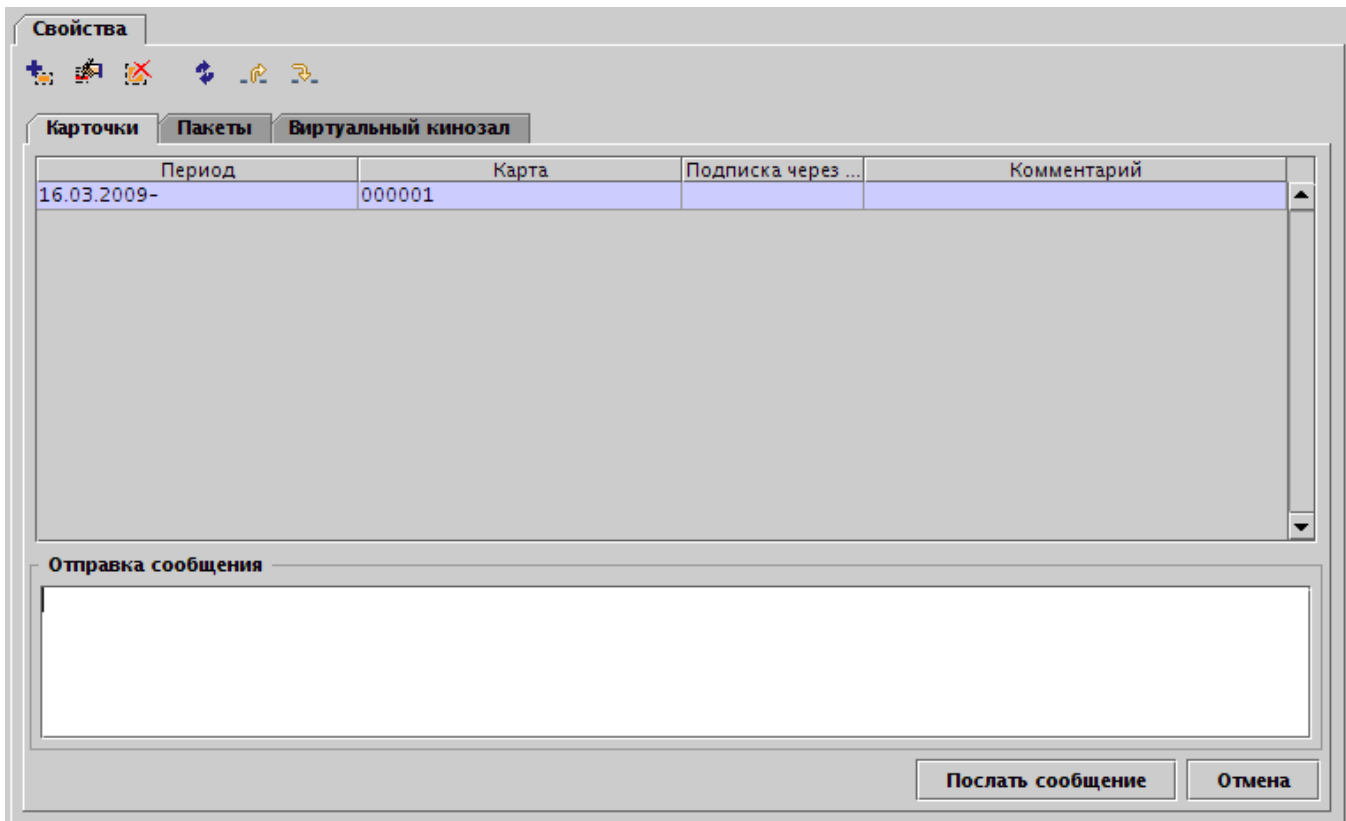 Свойства
Карточки Пакеты Виртуальный кинозал
Период Карта Подписка через ... Комментарий
16.03.2009- 000001
Отправка сообщения
Послать сообщение Отмена